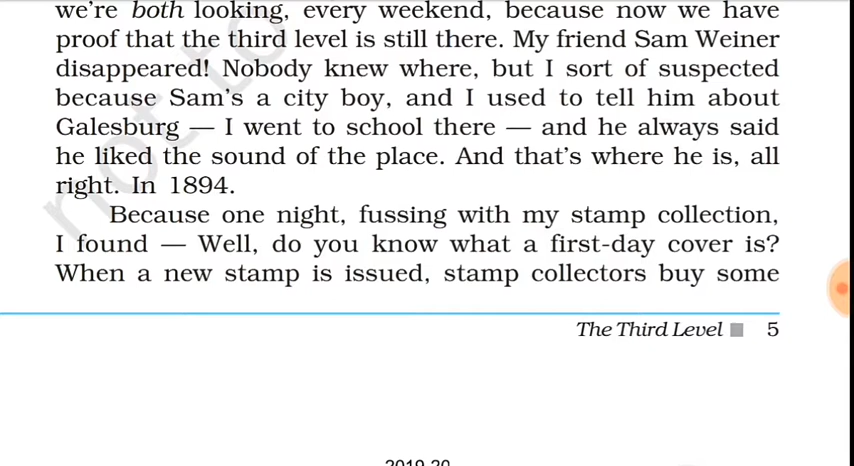 we're both looking, every weekend, because now we have
proof that the third level is still there. My friend Sam Weiner
disappeared! Nobody knew where, but I sort of suspected
because Sam's a city boy, and I used to tell him about
Galesburg — I went to school there — and he always said
he liked the sound of the place. And that's where he is, all
right. In 1894.
Because one night, fussing with my stamp collection,
I found — Well, do you know what a first-day cover is?
When a new stamp is issued, stamp collectors buy some
The Third Level ■ 5
2019-20
not to